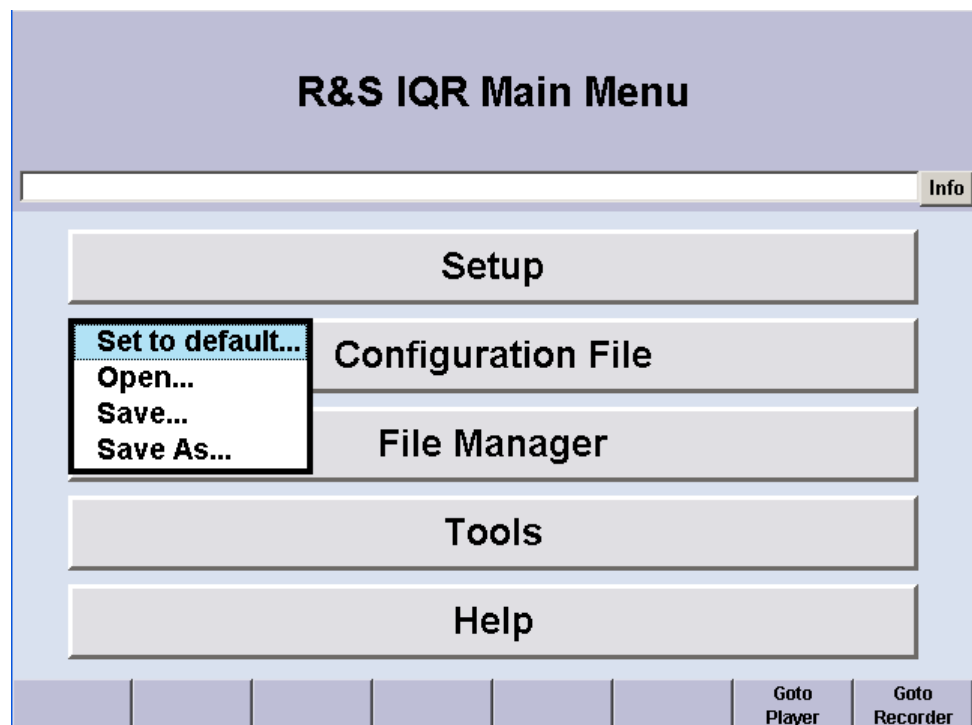 R&S IQR Main Menu
Info
Setup
Set to default...
Open...
Save...
Save As...
Configuration File
File Manager
Tools
Help
Goto
Player
Goto
Recorder